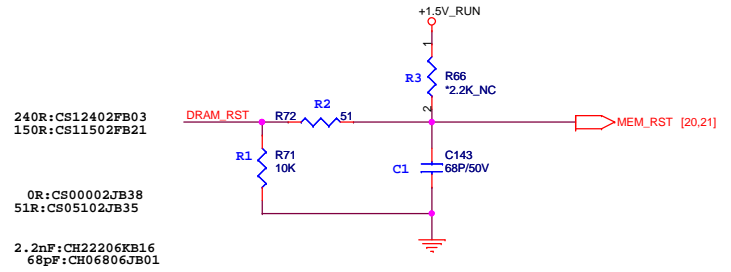 +1.5V_RUN
1
R3 R66
*2.2K_NC
2
240R:CS12402FB03
150R:CS11502FB21
DRAM_RST R72 R2 51
MEM_RST [20,21]
R1 R71
10K
C1 C143
68P/50V
0R:CS00002JB38
51R:CS05102JB35
2.2nF:CH22206KB16
68pF:CH06806JB01